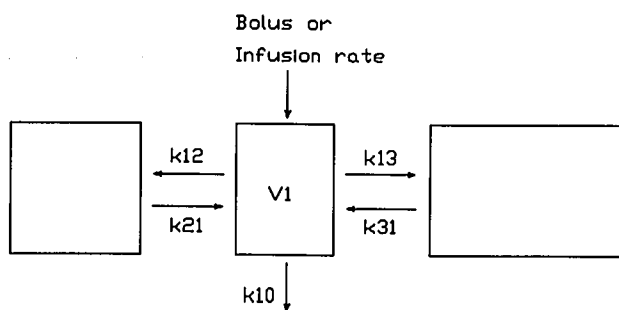 Bolus or
Infusion rate
k12
k13
V1
k21
k31
k10